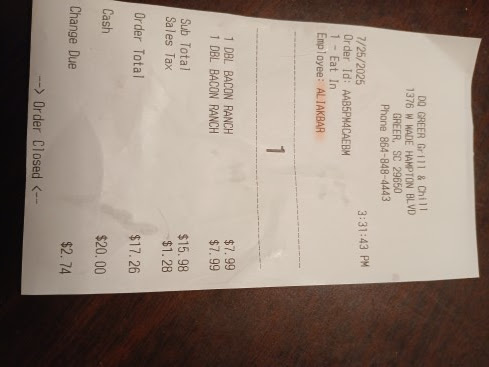 DQ GREER Grill & Chill
1376 W WADE HAMPTON BLVD
GREER, SC 29650
Phone 864-848-4443
7/25/2025 3:31:43 PM
Order Id: AAB5PM4CAEBM
1 - Eat In
Employee: ALIAKBAR
1
1 DBL BACON RANCH $7.99
1 DBL BACON RANCH $7.99
Sub Total $15.98
Sales Tax $1.28
Order Total $17.26
Cash $20.00
Change Due $2.74
--> Order Closed <--